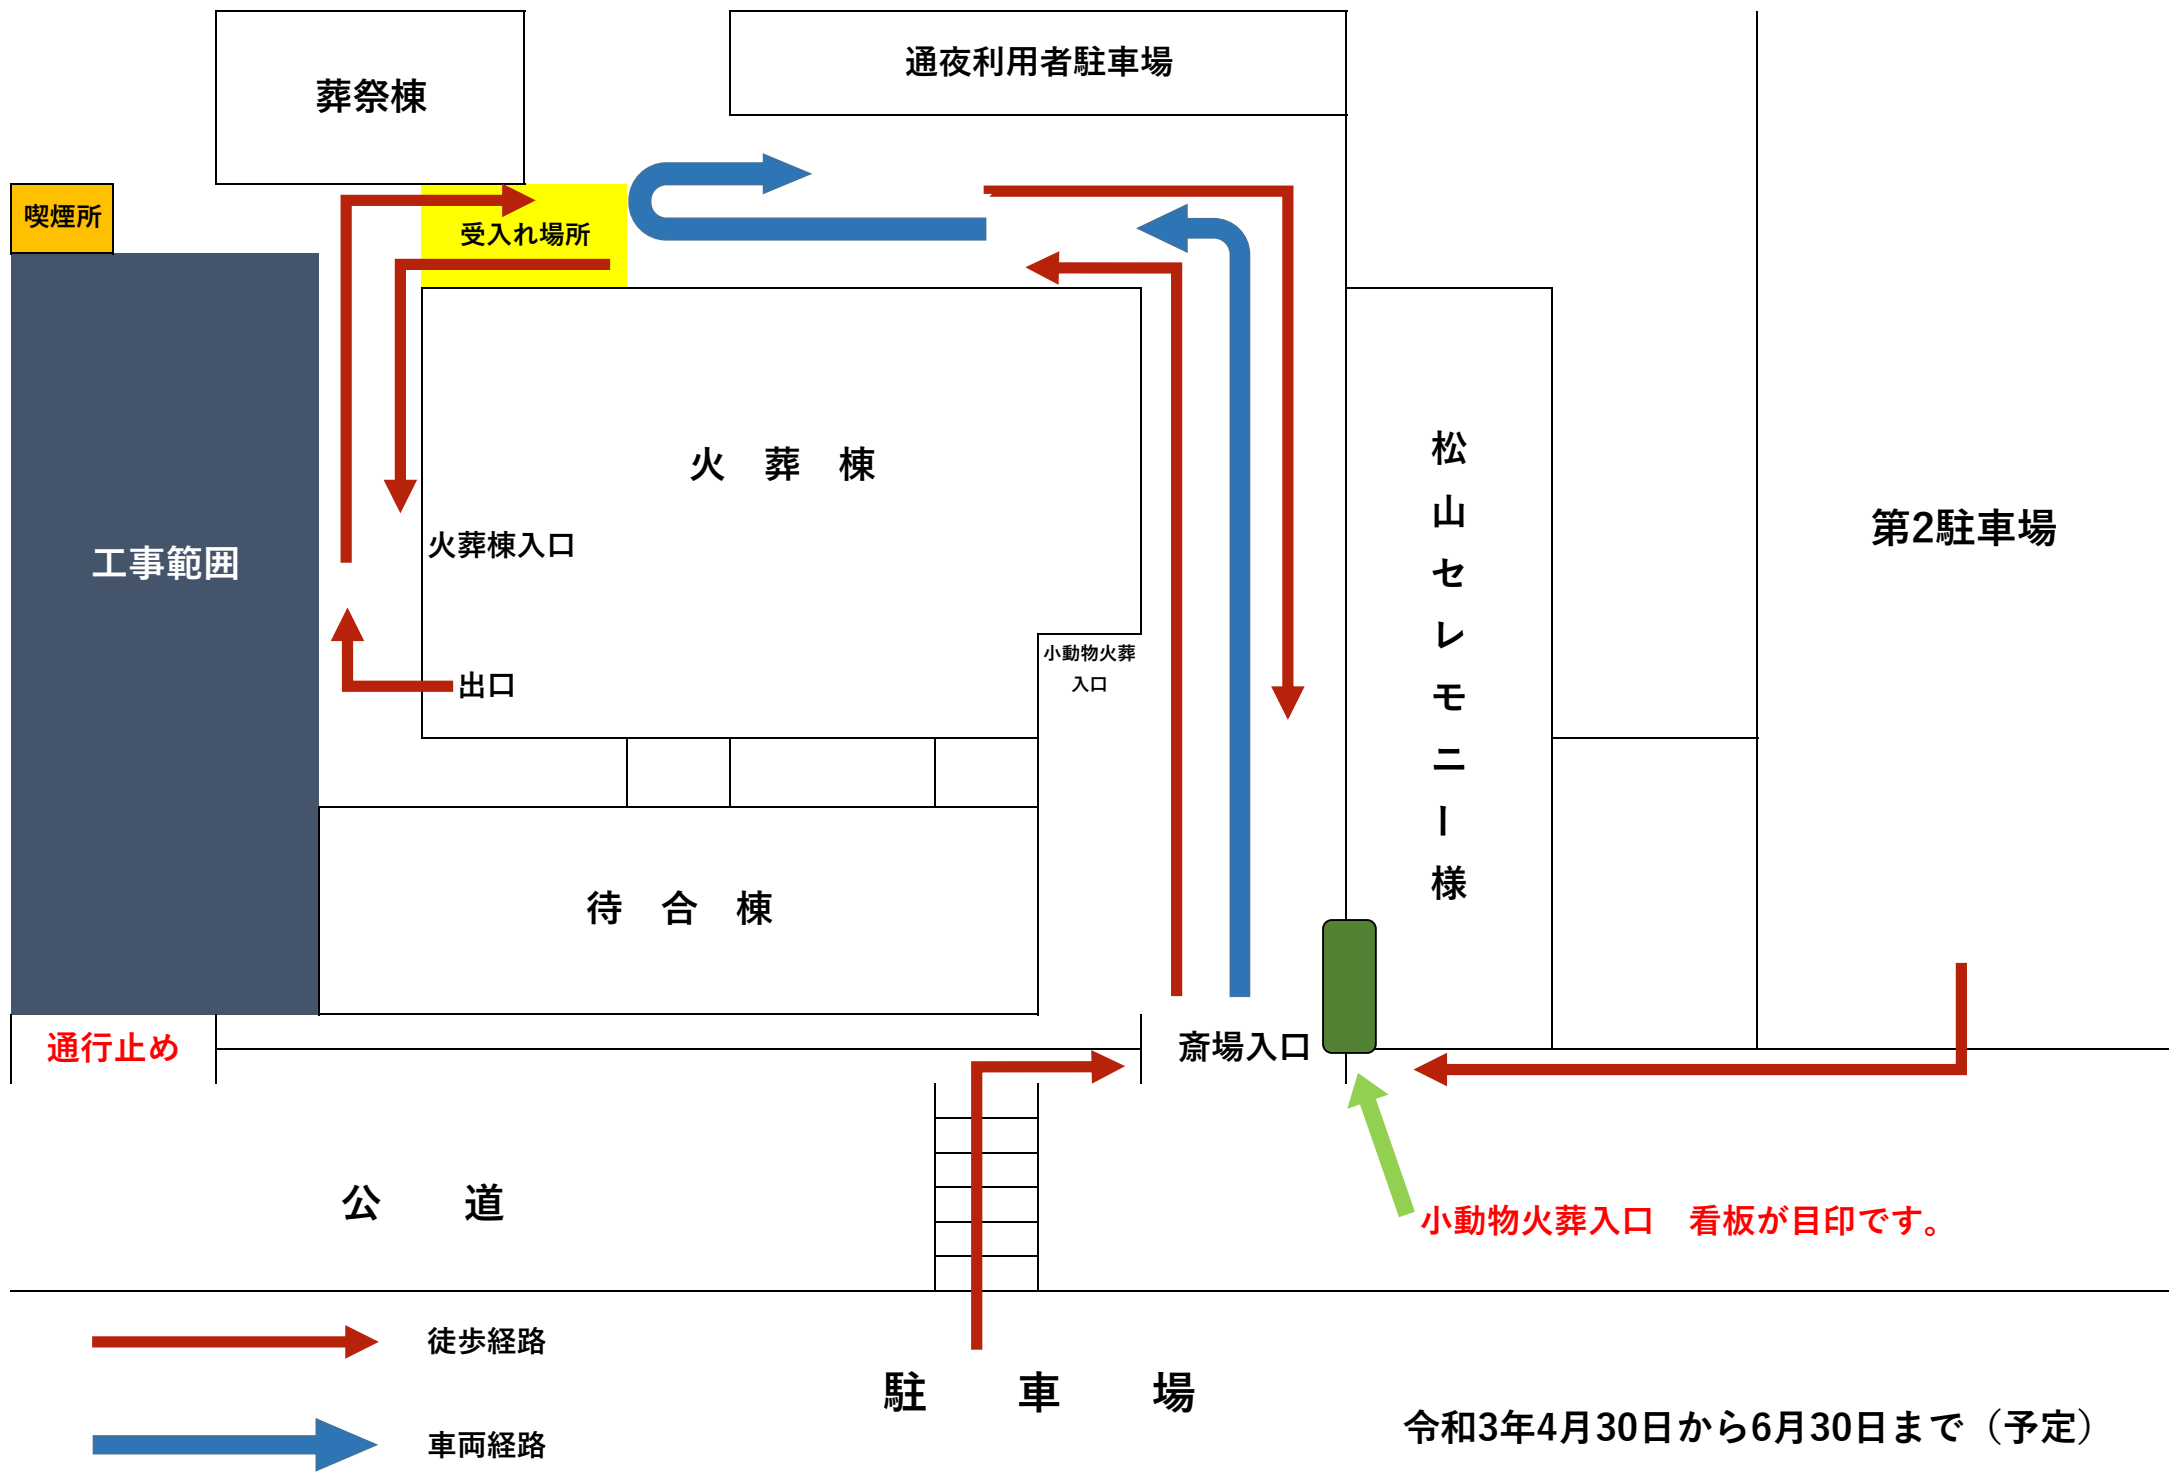 通夜利用者駐車場
葬祭棟
喫煙所
受入れ場所
火　葬　棟
松山セレモニー様
第2駐車場
火葬棟入口
工事範囲
小動物火葬
入口
出口
待　合　棟
通行止め
斎場入口
公　　道
小動物火葬入口　看板が目印です。
徒歩経路
駐　　車　　場
令和3年4月30日から6月30日まで（予定）
車両経路